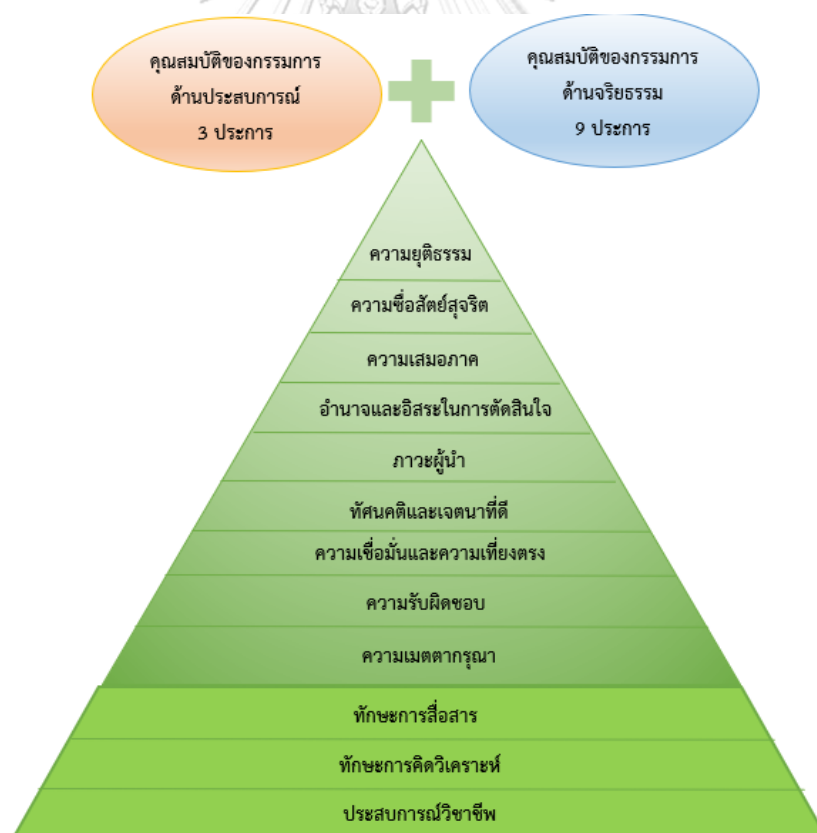 คุณสมบัติของกรรมการ
ด้านประสบการณ์
3 ประการ
คุณสมบัติของกรรมการ
ด้านจริยธรรม
9 ประการ
ความยุติธรรม
ความซื่อสัตย์สุจริต
ความเสมอภาค
อำนาจและอิสระในการตัดสินใจ
ภาวะผู้นำ
ทัศนคติและเจตนาที่ดี
ความเชื่อมั่นและความเที่ยงตรง
ความรับผิดชอบ
ความเมตตากรุณา
ทักษะการสื่อสาร
ทักษะการคิดวิเคราะห์
ประสบการณ์วิชาชีพ